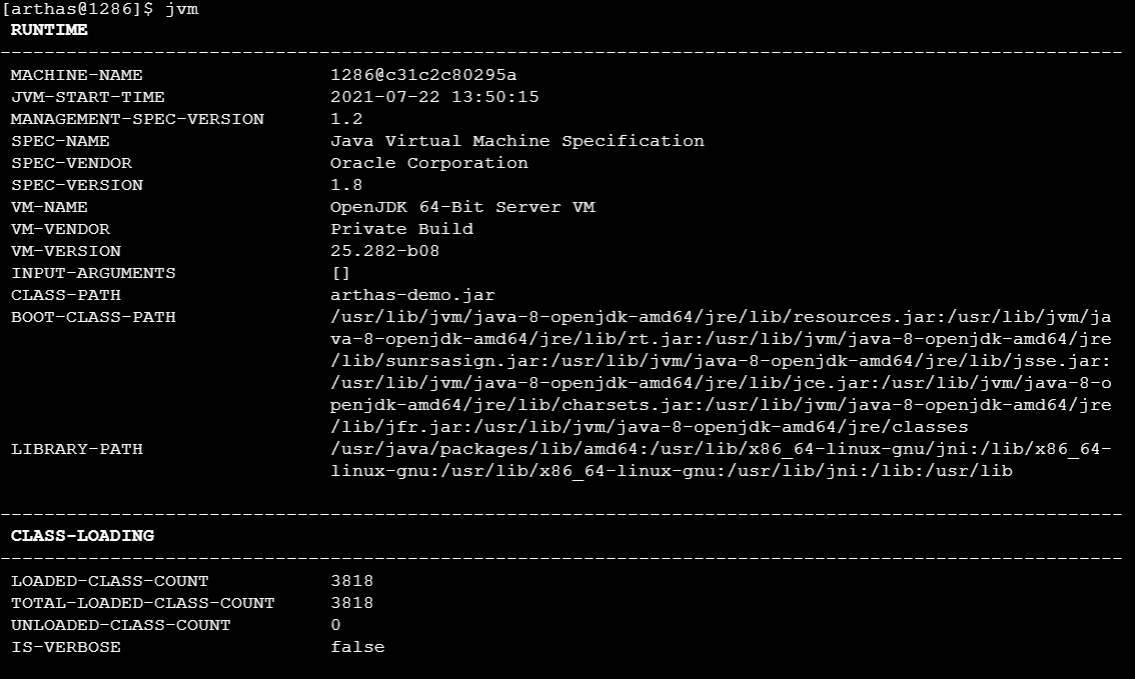 [arthas@1286]$ jvm
RUNTIME
MACHINE-NAME 1286@c31c2c80295a
JVM-START-TIME 2021-07-22 13:50:15
MANAGEMENT-SPEC-VERSION 1.2
SPEC-NAME Java Virtual Machine Specification
SPEC-VENDOR Oracle Corporation
SPEC-VERSION 1.8
VM-NAME OpenJDK 64-Bit Server VM
VM-VENDOR Private Build
VM-VERSION 25.282-b08
INPUT-ARGUMENTS []
CLASS-PATH arthas-demo.jar
BOOT-CLASS-PATH /usr/lib/jvm/java-8-openjdk-amd64/jre/lib/resources.jar:/usr/lib/jvm/ja
va-8-openjdk-amd64/jre/lib/rt.jar:/usr/lib/jvm/java-8-openjdk-amd64/jre
/lib/sunrsasign.jar:/usr/lib/jvm/java-8-openjdk-amd64/jre/lib/jsse.jar:
/usr/lib/jvm/java-8-openjdk-amd64/jre/lib/jce.jar:/usr/lib/jvm/java-8-o
penjdk-amd64/jre/lib/charsets.jar:/usr/lib/jvm/java-8-openjdk-amd64/jre
/lib/jfr.jar:/usr/lib/jvm/java-8-openjdk-amd64/jre/classes
LIBRARY-PATH /usr/java/packages/lib/amd64:/usr/lib/x86_64-linux-gnu/jni:/lib/x86_64-
linux-gnu:/usr/lib/x86_64-linux-gnu:/usr/lib/jni:/lib:/usr/lib
CLASS-LOADING
LOADED-CLASS-COUNT 3818
TOTAL-LOADED-CLASS-COUNT 3818
UNLOADED-CLASS-COUNT 0
IS-VERBOSE false